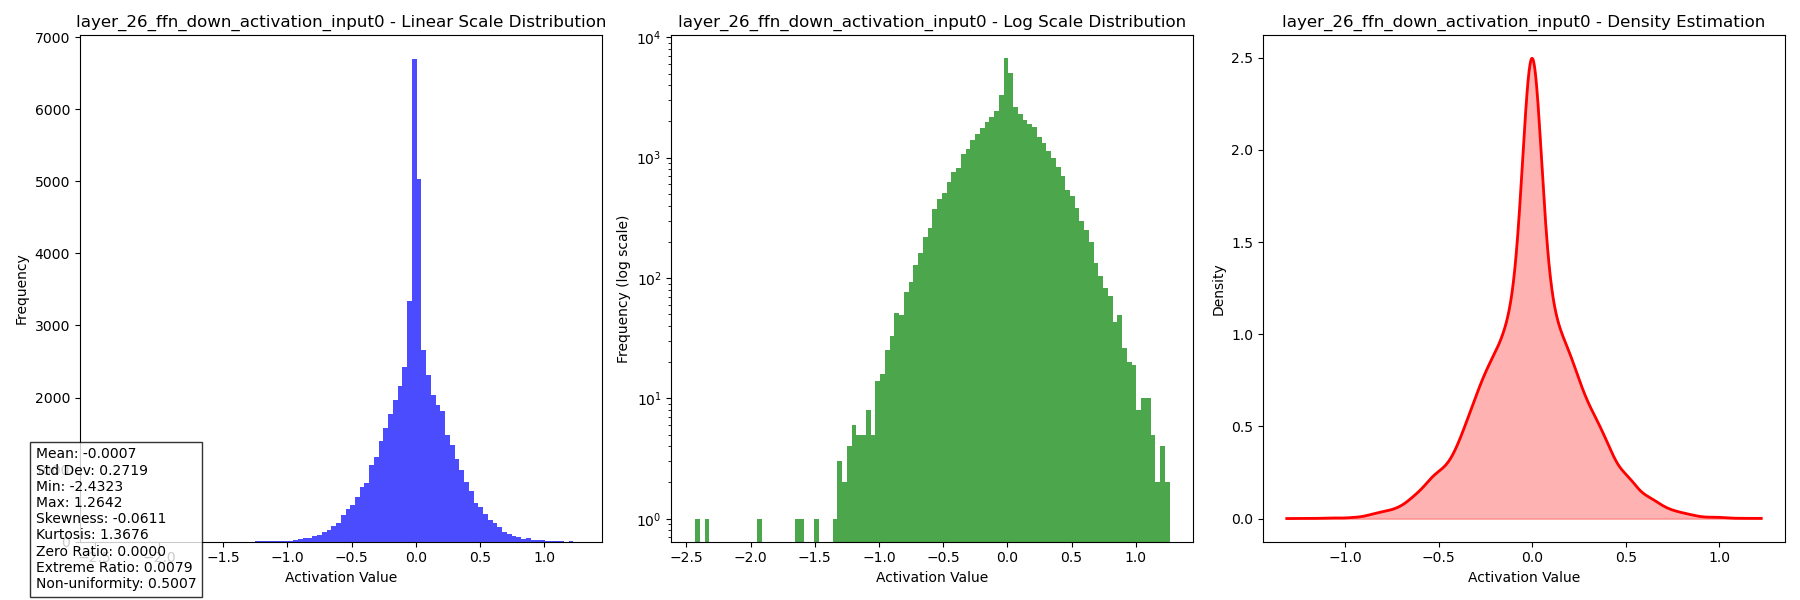 layer_26_ffn_down_activation_input0 - Linear Scale Distribution
7000
6000
5000
4000
3000
2000
Frequency
−1.5
−1.0
−0.5
0.0
0.5
1.0
Activation Value
Mean: -0.0007
Std Dev: 0.2719
Min: -2.4323
Max: 1.2642
Skewness: -0.0611
Kurtosis: 1.3676
Zero Ratio: 0.0000
Extreme Ratio: 0.0079
Non-uniformity: 0.5007
layer_26_ffn_down_activation_input0 - Log Scale Distribution
10⁴
10³
10²
10¹
10⁰
Frequency (log scale)
−2.5
−2.0
−1.5
−1.0
−0.5
0.0
0.5
1.0
Activation Value
layer_26_ffn_down_activation_input0 - Density Estimation
2.5
2.0
1.5
1.0
0.5
0.0
Density
−1.0
−0.5
0.0
0.5
1.0
Activation Value